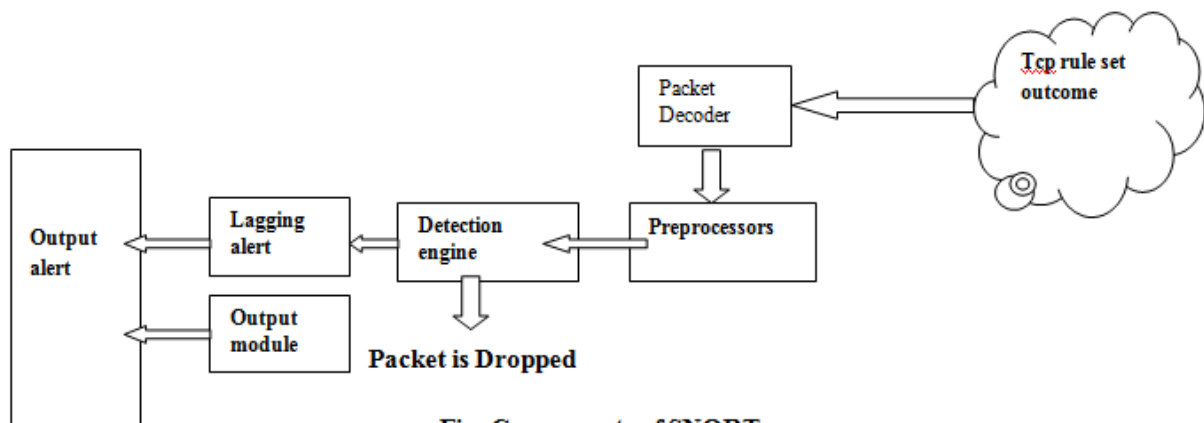 Tcp rule set
outcome
Packet
Decoder
Preprocessors
Detection
engine
Lagging
alert
Output
alert
Output
module
Packet is Dropped